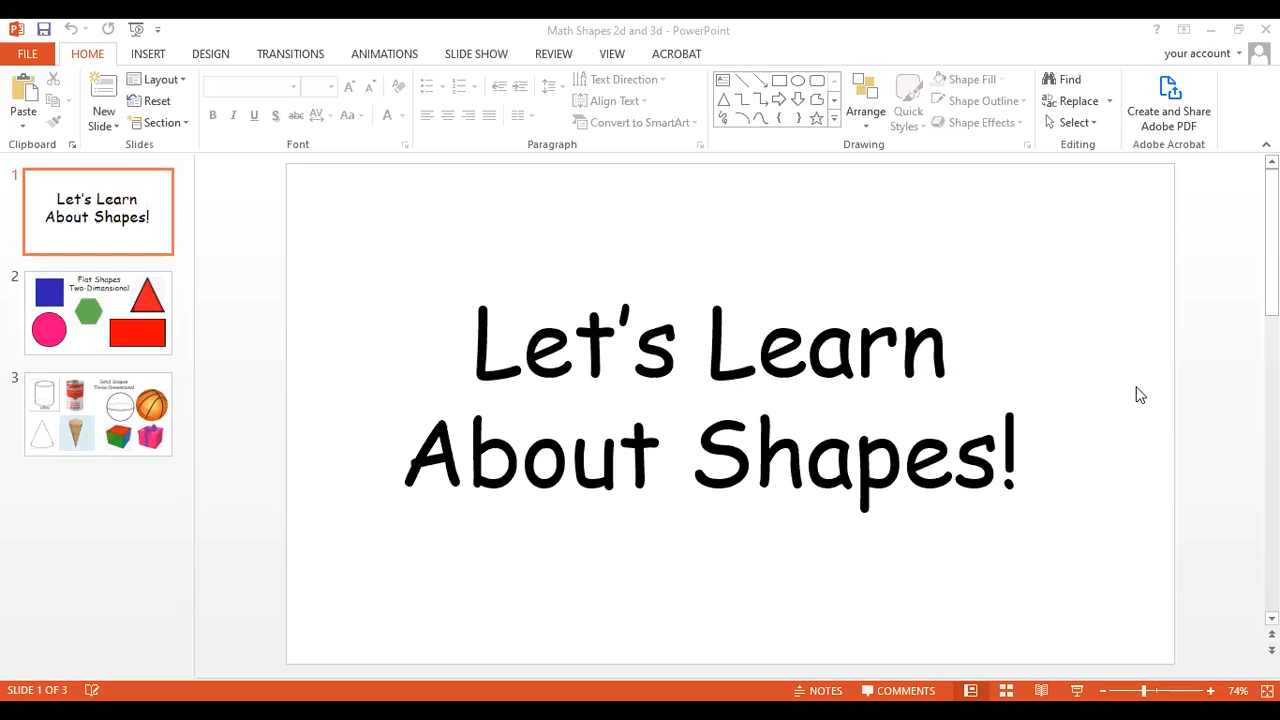 Math Shapes 2d and 3d - PowerPoint
FILE HOME INSERT DESIGN TRANSITIONS ANIMATIONS SLIDE SHOW REVIEW VIEW ACROBAT your account
Paste New Slide Layout Reset Section Text Direction Align Text Convert to SmartArt Arrange Quick Styles Shape Fill Shape Outline Shape Effects Find Replace Select Create and Share Adobe PDF
Clipboard Slides Font Paragraph Drawing Editing Adobe Acrobat
1
Let's Learn
About Shapes!
2
Flat Shapes
Two-Dimensional
3
Solid Shapes
Three-Dimensional
Let's Learn
About Shapes!
SLIDE 1 OF 3 NOTES COMMENTS 74%